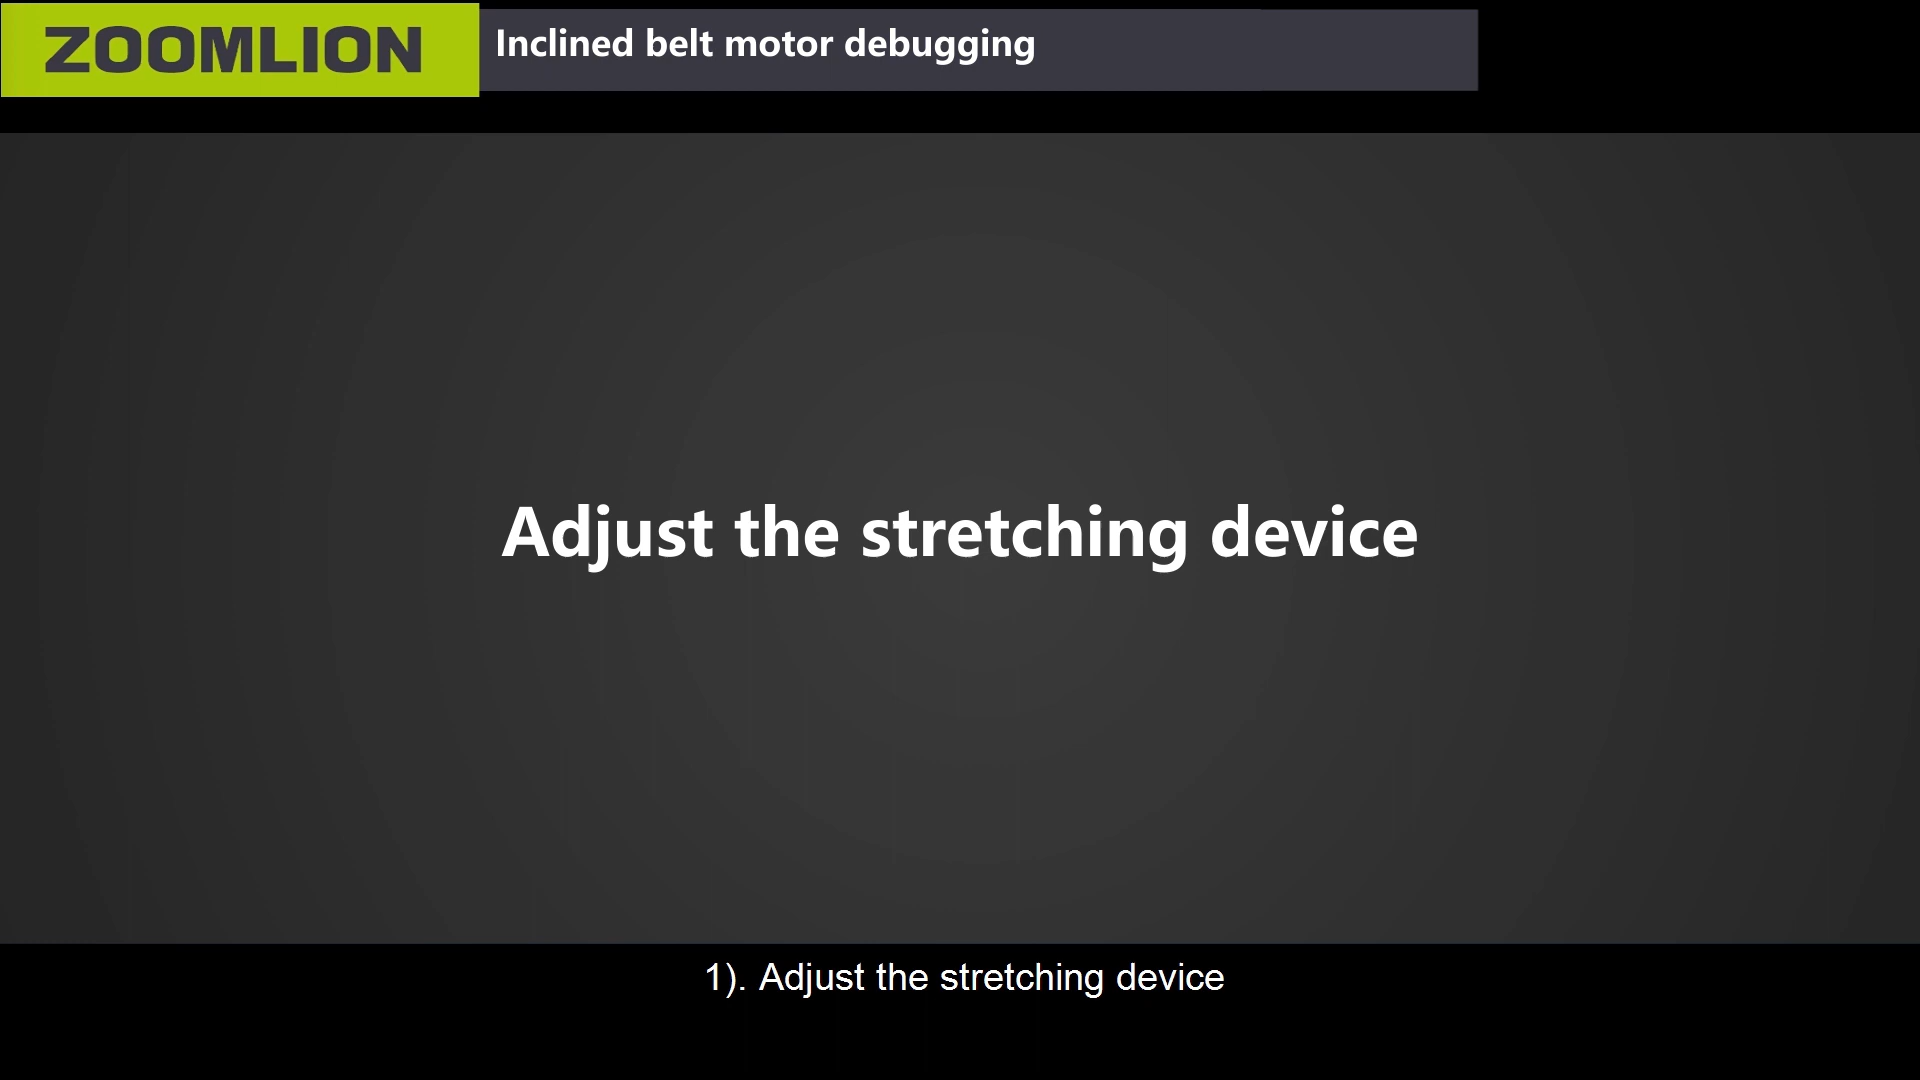 ZOOMLION
Inclined belt motor debugging
Adjust the stretching device
1). Adjust the stretching device